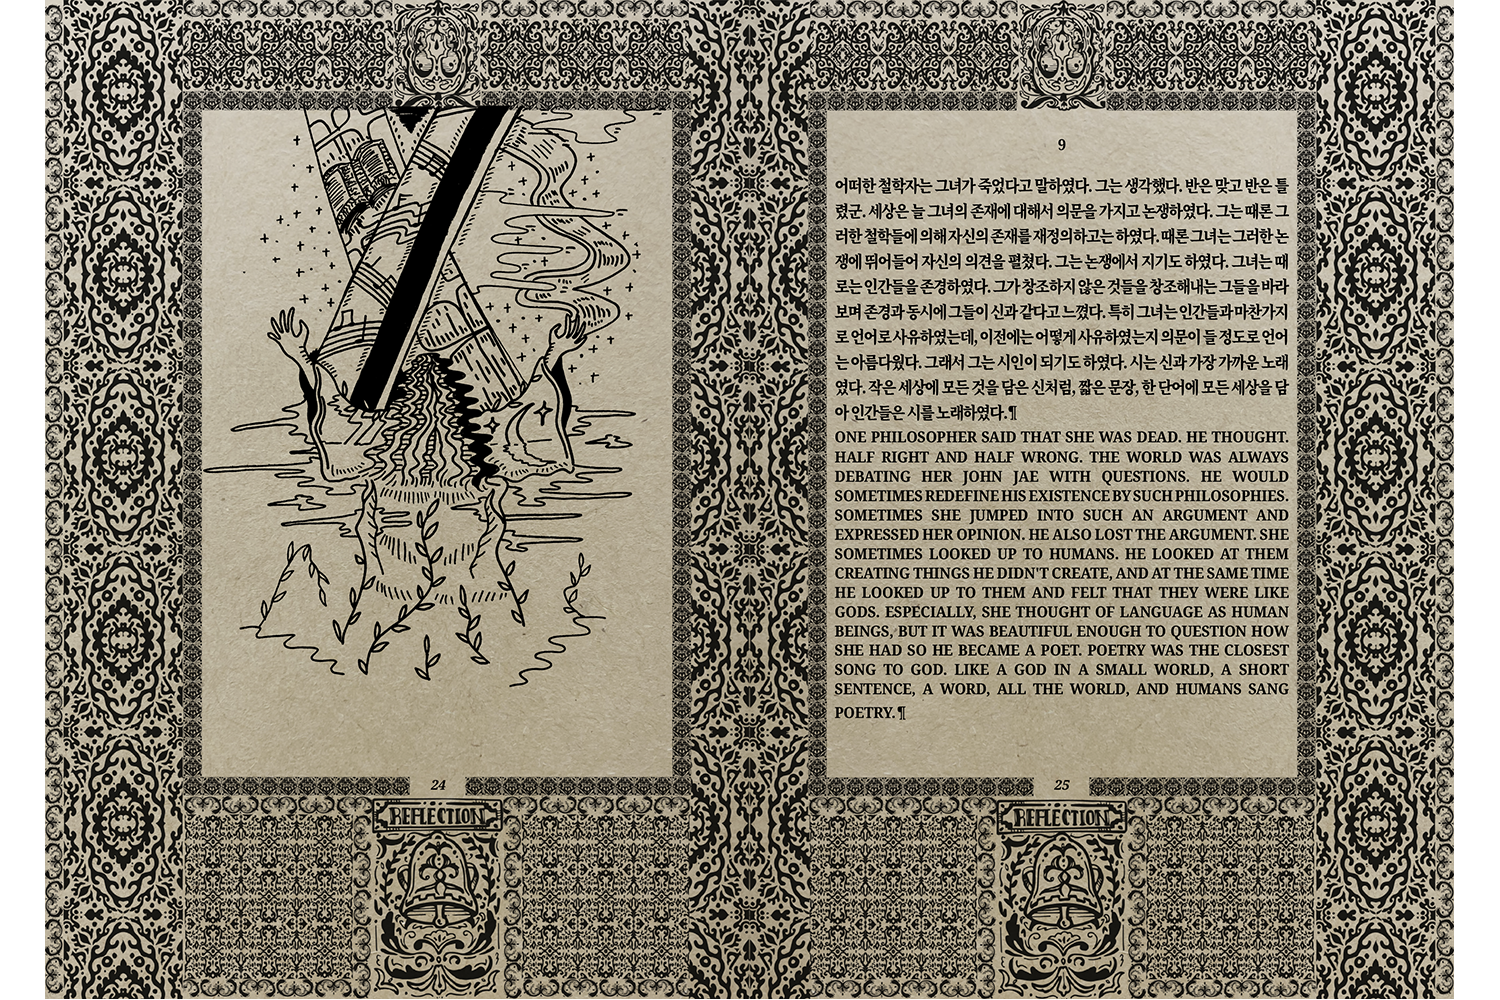 24
REFLECTION
9
어떠한 철학자는 그녀가 죽었다고 말하였다. 그는 생각했다. 반은 맞고 반은 틀
렸군. 세상은 늘 그녀의 존재에 대해서 의문을 가지고 논쟁하였다. 그는 때론 그
러한 철학들에 의해 자신의 존재를 재정의하고는 하였다. 때론 그녀는 그러한 논
쟁에 뛰어들어 자신의 의견을 펼쳤다. 그는 논쟁에서 지기도 하였다. 그녀는 때
로는 인간들을 존경하였다. 그가 창조하지 않은 것들을 창조해내는 그들을 바라
보며 존경과 동시에 그들이 신과 같다고 느꼈다. 특히 그녀는 인간들과 마찬가지
로 언어로 사유하였는데, 이전에는 어떻게 사유하였는지 의문이 들 정도로 언어
는 아름다웠다. 그래서 그는 시인이 되기도 하였다. 시는 신과 가장 가까운 노래
였다. 작은 세상에 모든 것을 담은 신처럼, 짧은 문장, 한 단어에 모든 세상을 담
아 인간들은 시를 노래하였다.¶
ONE PHILOSOPHER SAID THAT SHE WAS DEAD. HE THOUGHT.
HALF RIGHT AND HALF WRONG. THE WORLD WAS ALWAYS
DEBATING HER JOHN JAE WITH QUESTIONS. HE WOULD
SOMETIMES REDEFINE HIS EXISTENCE BY SUCH PHILOSOPHIES.
SOMETIMES SHE JUMPED INTO SUCH AN ARGUMENT AND
EXPRESSED HER OPINION. HE ALSO LOST THE ARGUMENT. SHE
SOMETIMES LOOKED UP TO HUMANS. HE LOOKED AT THEM
CREATING THINGS HE DIDN'T CREATE, AND AT THE SAME TIME
HE LOOKED UP TO THEM AND FELT THAT THEY WERE LIKE
GODS. ESPECIALLY, SHE THOUGHT OF LANGUAGE AS HUMAN
BEINGS, BUT IT WAS BEAUTIFUL ENOUGH TO QUESTION HOW
SHE HAD SO HE BECAME A POET. POETRY WAS THE CLOSEST
SONG TO GOD. LIKE A GOD IN A SMALL WORLD, A SHORT
SENTENCE, A WORD, ALL THE WORLD, AND HUMANS SANG
POETRY.¶
25
REFLECTION